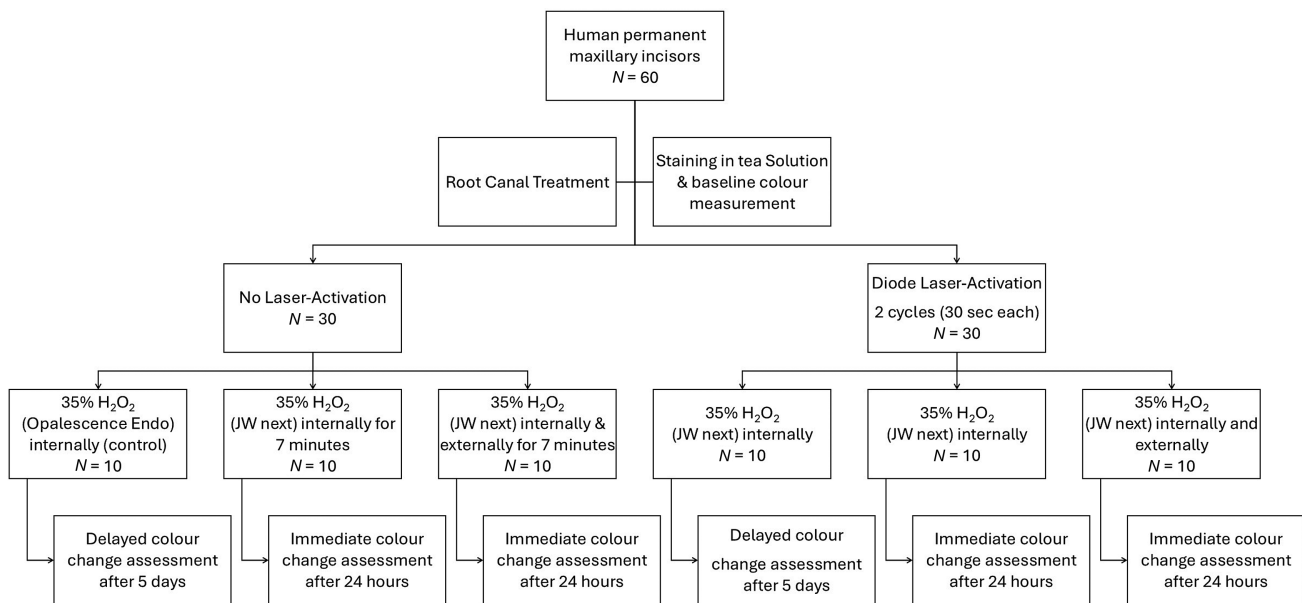 Human permanent
maxillary incisors
N = 60
Root Canal Treatment
Staining in tea Solution
& baseline colour
measurement
No Laser-Activation
N = 30
Diode Laser-Activation
2 cycles (30 sec each)
N = 30
35% H₂O₂
(Opalescence Endo)
internally (control)
N = 10
35% H₂O₂
(JW next) internally for
7 minutes
N = 10
35% H₂O₂
(JW next) internally &
externally for 7 minutes
N = 10
35% H₂O₂
(JW next) internally
N = 10
35% H₂O₂
(JW next) internally
N = 10
35% H₂O₂
(JW next) internally and
externally
N = 10
Delayed colour
change assessment
after 5 days
Immediate colour
change assessment
after 24 hours
Immediate colour
change assessment
after 24 hours
Delayed colour
change assessment
after 5 days
Immediate colour
change assessment
after 24 hours
Immediate colour
change assessment
after 24 hours